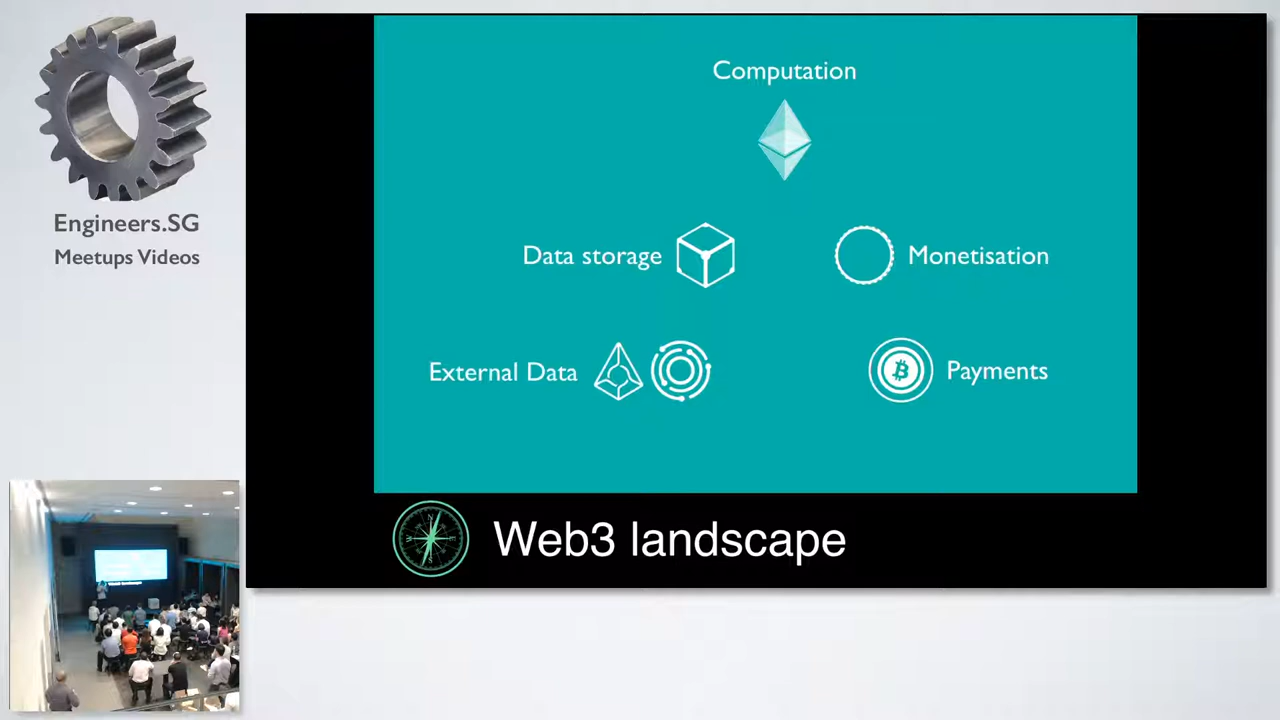 Engineers.SG
Meetups Videos
Computation
Data storage
Monetisation
External Data
Payments
Web3 landscape